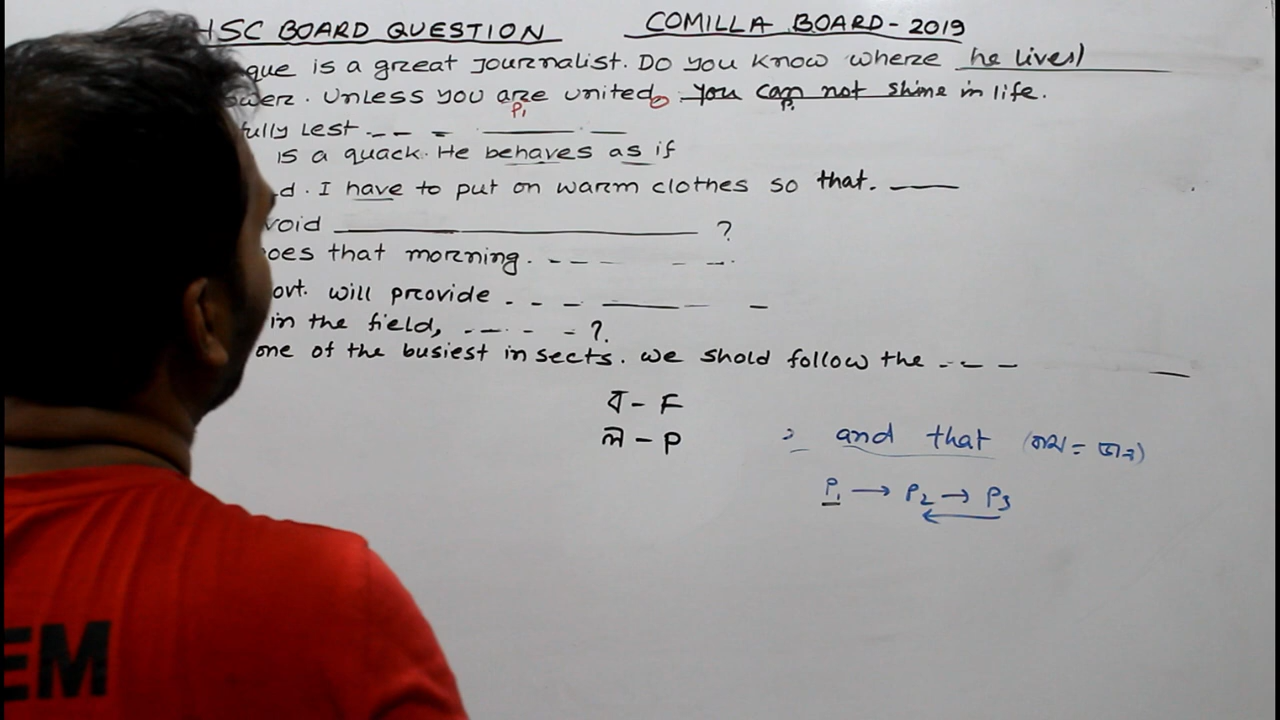 HSC BOARD QUESTION COMILLA BOARD - 2019
que is a great Journalist. Do you know where he lives)
ower. Unless you are united, you can not shine in life.
P1 P1
fully Lest
is a quack. He behaves as if
d. I have to put on warm clothes so that.
void ?
oes that morning.
ovt. will provide
in the field, ?
one of the busiest insects. We shold follow the
ব - F
ল - P
and that
P1 → P2 → P3
EM